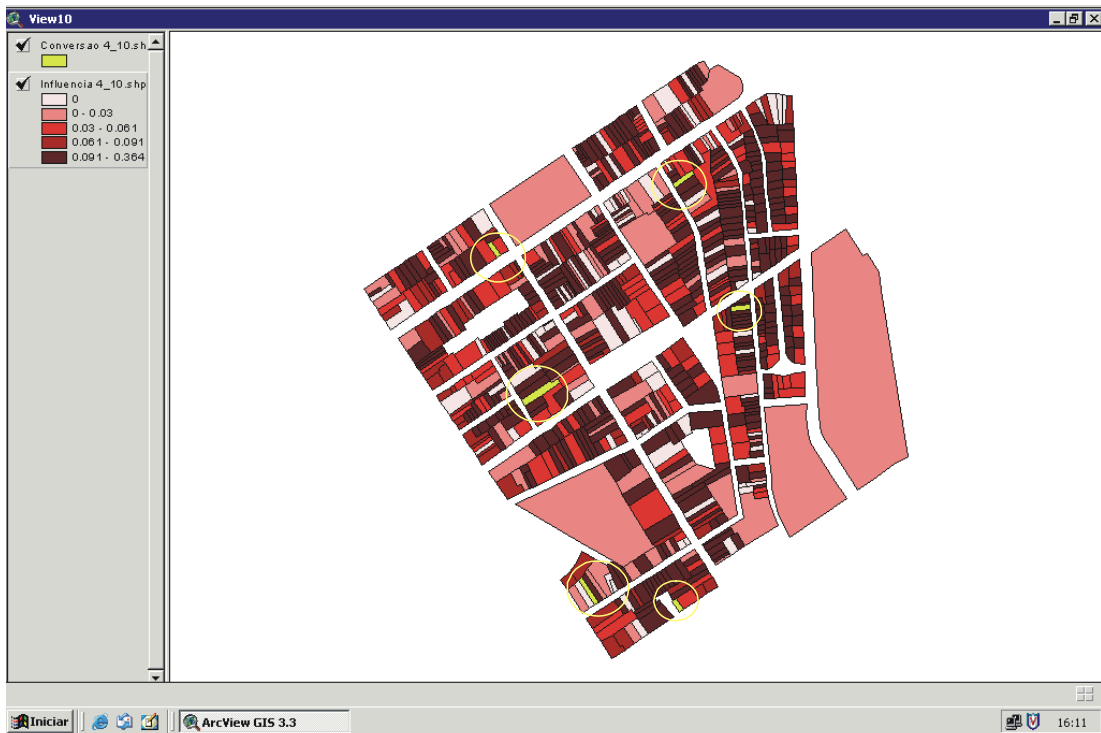 View10
Conversao 4_10.sh
Influencia 4_10.shp
0
0 - 0.03
0.03 - 0.061
0.061 - 0.091
0.091 - 0.364
Iniciar
ArcView GIS 3.3
16:11